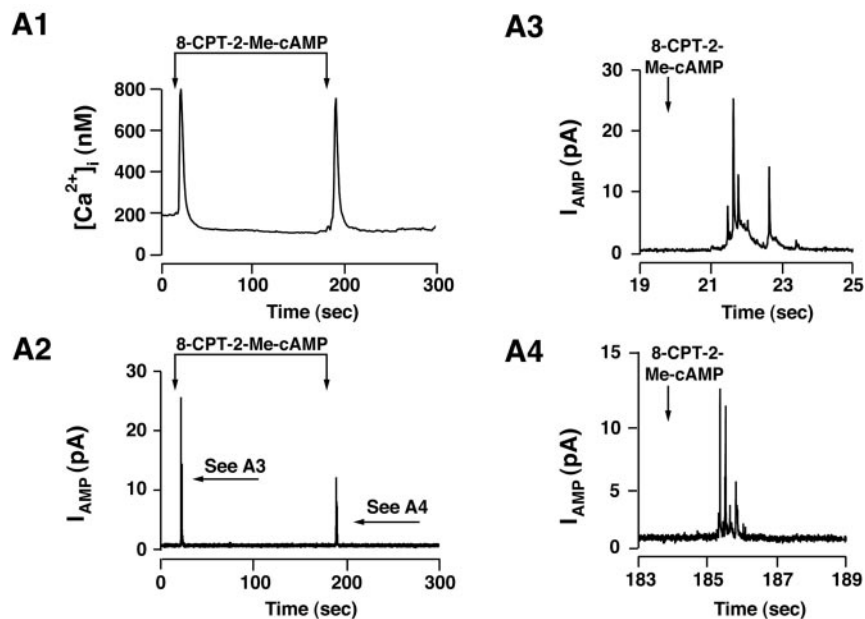 A1
8-CPT-2-Me-cAMP
[Ca2+]i (nM)
800
600
400
200
0
0 100 200 300
Time (sec)
A2
8-CPT-2-Me-cAMP
IAMP (pA)
30
20
10
0
See A3
See A4
0 100 200 300
Time (sec)
A3
8-CPT-2-
Me-cAMP
IAMP (pA)
30
20
10
0
19 21 23 25
Time (sec)
A4
8-CPT-2-
Me-cAMP
IAMP (pA)
15
10
5
0
183 185 187 189
Time (sec)